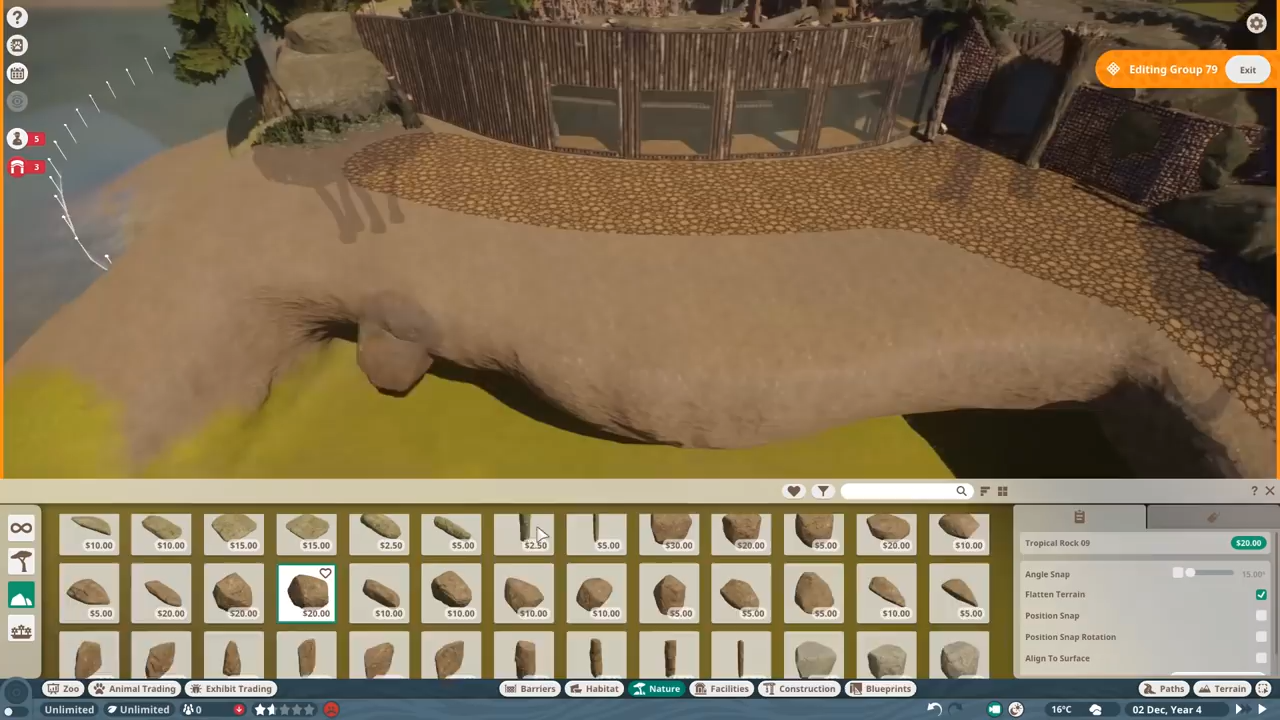 ?
Editing Group 79 Exit
5
3
? ×
$10.00 $10.00 $15.00 $15.00 $2.50 $5.00 $2.50 $5.00 $30.00 $20.00 $5.00 $20.00 $10.00
Tropical Rock 09 $20.00
Angle Snap 15.00°
Flatten Terrain
$5.00 $20.00 $20.00 $20.00 $10.00 $10.00 $10.00 $10.00 $5.00 $5.00 $5.00 $10.00 $5.00
Position Snap
Position Snap Rotation
Align To Surface
Zoo Animal Trading Exhibit Trading Barriers Habitat Nature Facilities Construction Blueprints Paths Terrain
Unlimited Unlimited 0 16°C 02 Dec, Year 4